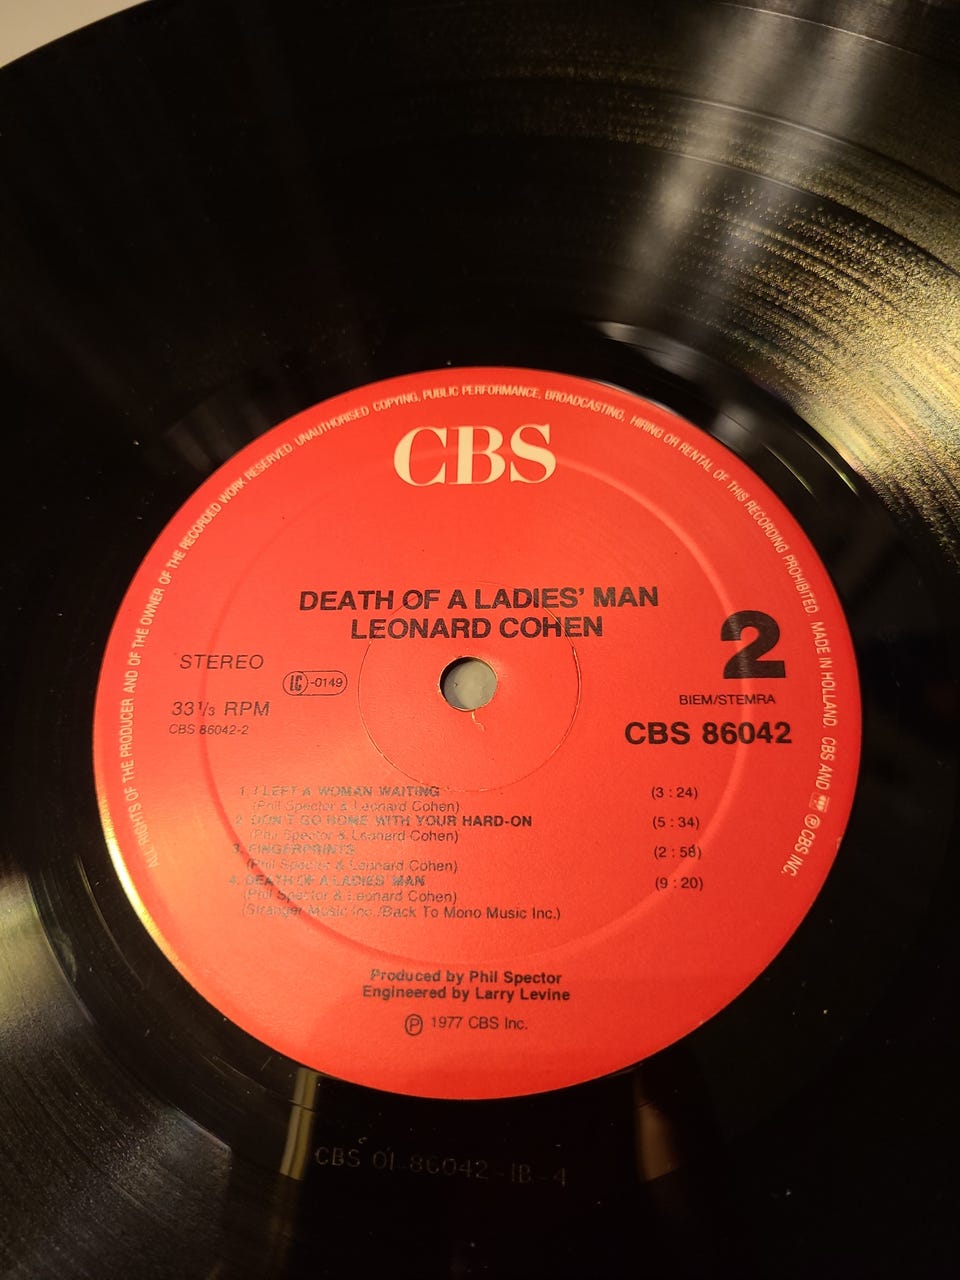 ALL RIGHTS OF THE PRODUCER AND OF THE OWNER OF THE RECORDED WORK RESERVED. UNAUTHORISED COPYING, PUBLIC PERFORMANCE, BROADCASTING, HIRING OR RENTAL OF THIS RECORDING PROHIBITED. MADE IN HOLLAND. CBS AND ℗ CBS INC.
CBS
DEATH OF A LADIES' MAN
LEONARD COHEN
2
STEREO
LC-0149
BIEM/STEMRA
33 1/3 RPM
CBS 86042
CBS 86042-2
1. I LEFT A WOMAN WAITING (3 : 24)
(Phil Spector & Leonard Cohen)
2. DON'T GO HOME WITH YOUR HARD-ON (5 : 34)
(Phil Spector & Leonard Cohen)
3. FINGERPRINTS (2 : 58)
(Phil Spector & Leonard Cohen)
4. DEATH OF A LADIES' MAN (9 : 20)
(Phil Spector & Leonard Cohen)
(Stranger Music Inc./Back To Mono Music Inc.)
Produced by Phil Spector
Engineered by Larry Levine
℗ 1977 CBS Inc.
CBS 01-86042-1B-4